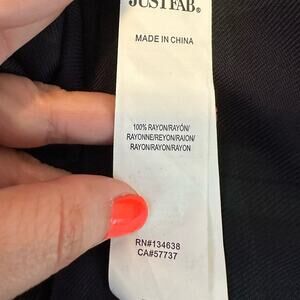 JUSTFAB®
MADE IN CHINA
100% RAYON/RAYÓN/
RAYONNE/REYON/RAION/
RAYON/RAYON/RAYON
RN#134638
CA#57737